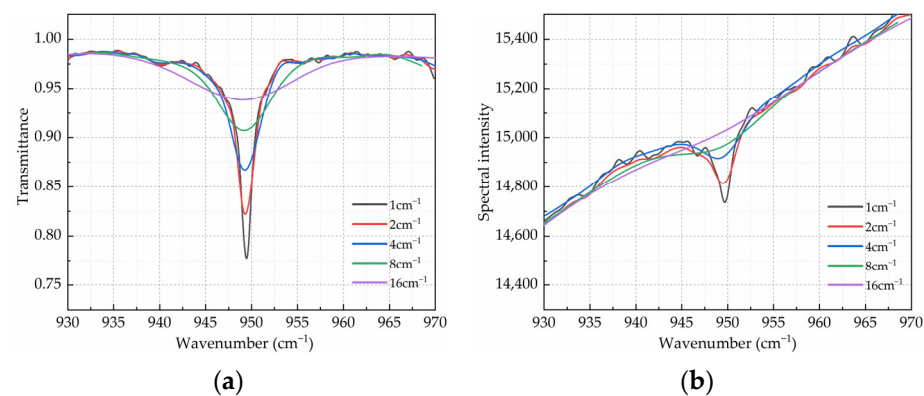 1.00
0.95
0.90
0.85
0.80
0.75
Transmittance
1cm⁻¹
2cm⁻¹
4cm⁻¹
8cm⁻¹
16cm⁻¹
930 935 940 945 950 955 960 965 970
Wavenumber (cm⁻¹)
(a)
15,400
15,200
15,000
14,800
14,600
14,400
Spectral intensity
1cm⁻¹
2cm⁻¹
4cm⁻¹
8cm⁻¹
16cm⁻¹
930 935 940 945 950 955 960 965 970
Wavenumber (cm⁻¹)
(b)